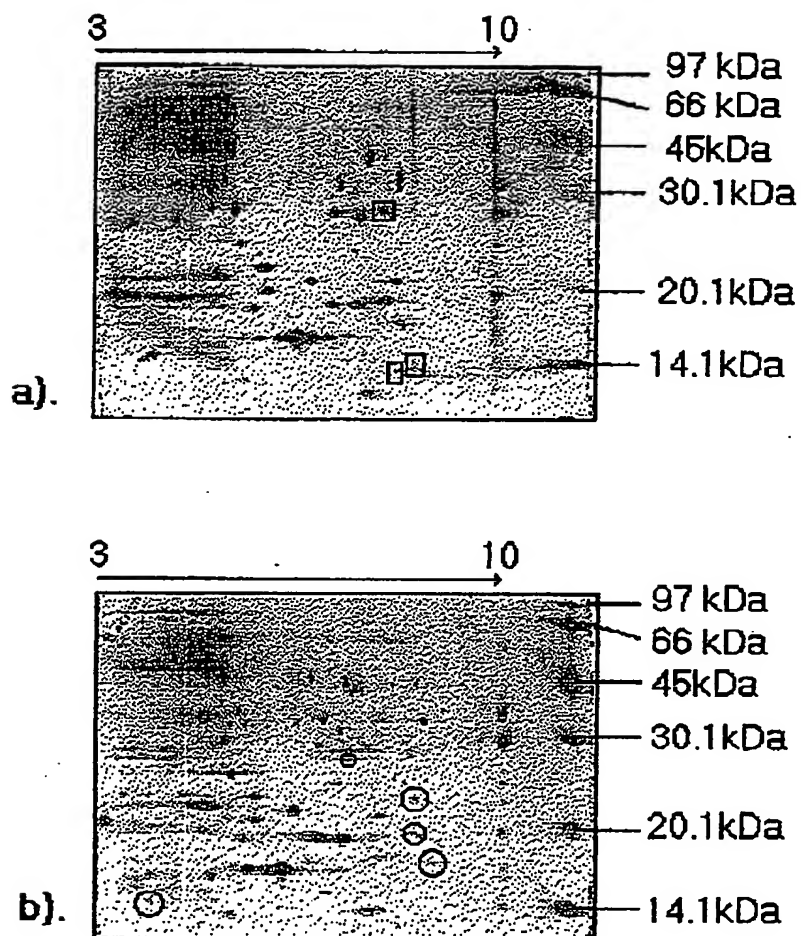 3 10
97 kDa
66 kDa
45kDa
30.1kDa
20.1kDa
14.1kDa
a).
3 10
97 kDa
66 kDa
45kDa
30.1kDa
20.1kDa
14.1kDa
b).